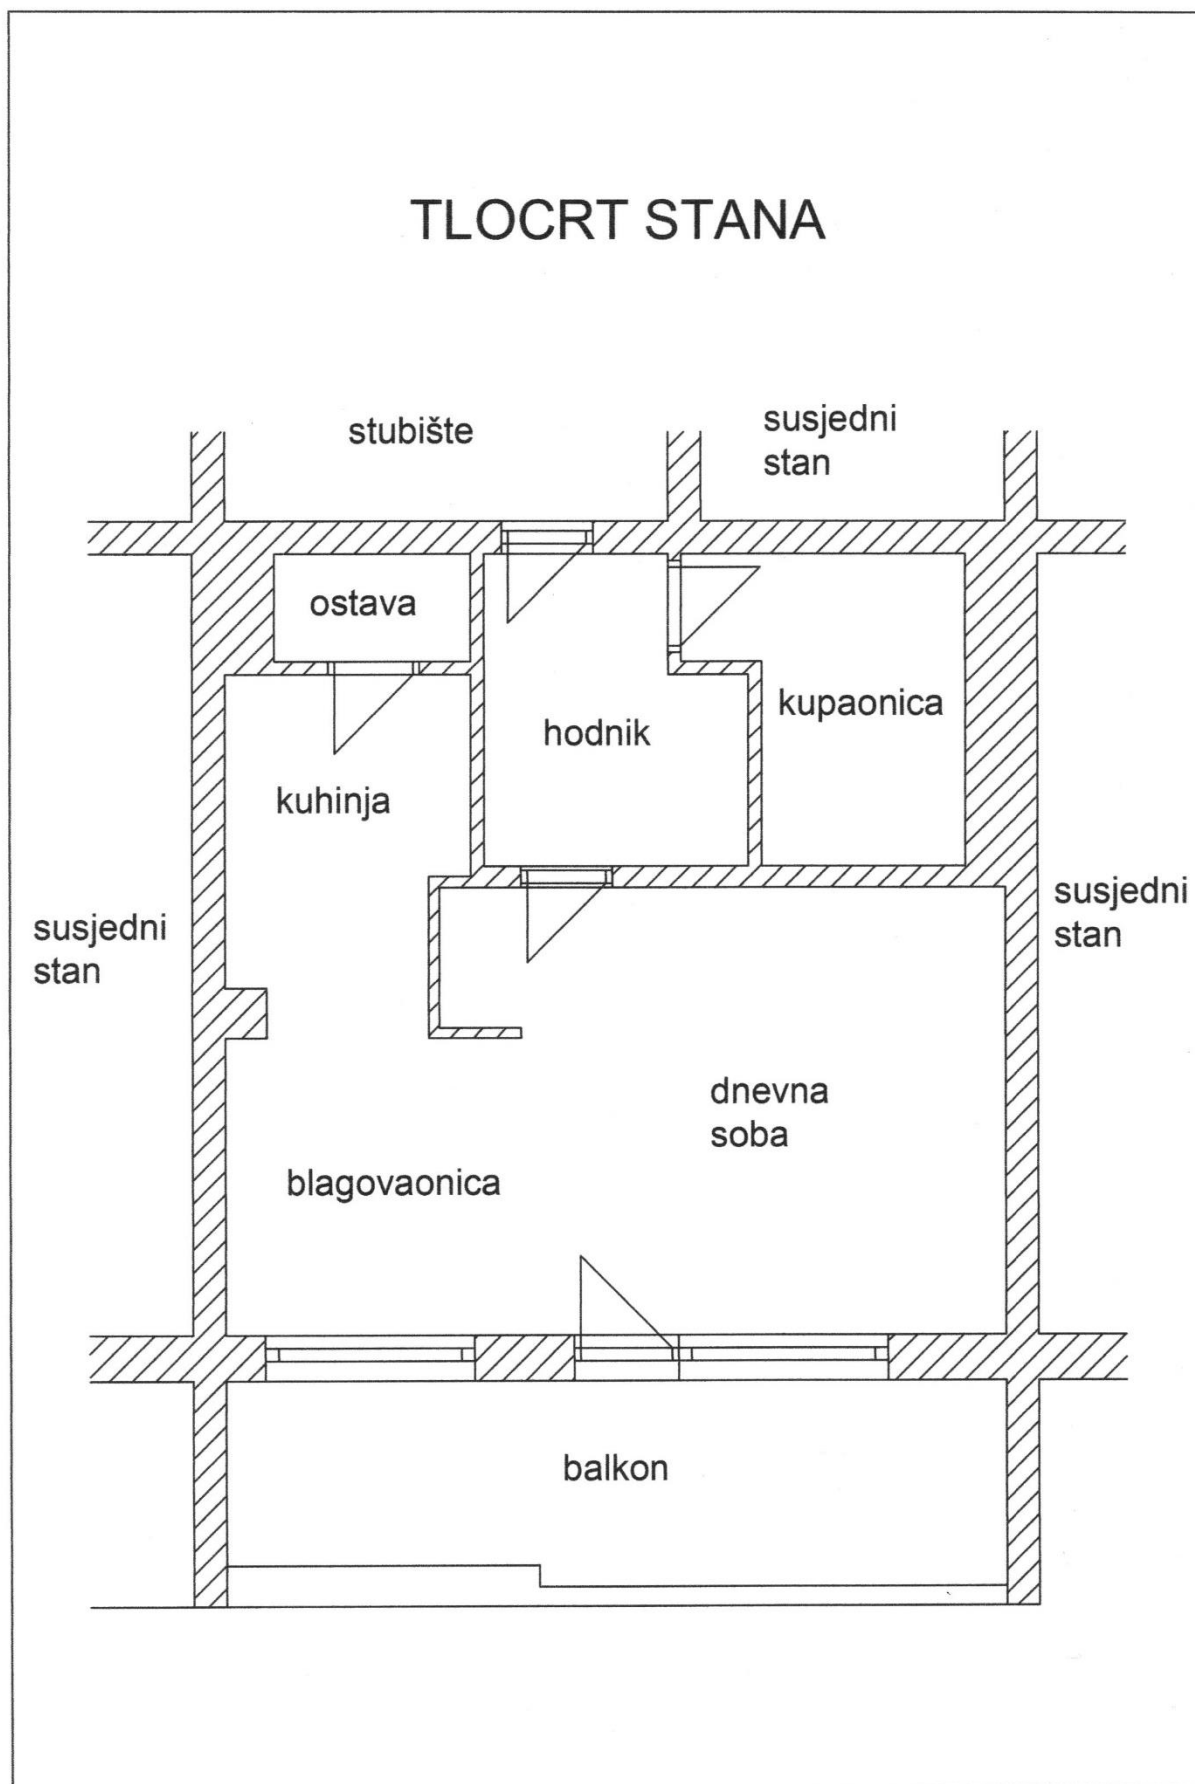 TLOCRT STANA
stubište
susjedni
stan
ostava
hodnik
kupaonica
kuhinja
susjedni
stan
susjedni
stan
dnevna
soba
blagovaonica
balkon